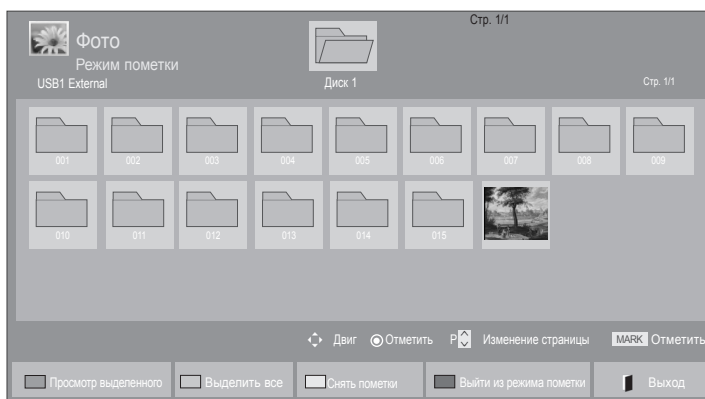 Стр. 1/1
Фото
Режим пометки
USB1 External
Диск 1
Стр. 1/1
001 002 003 004 005 006 007 008 009
010 011 012 013 014 015
Двиг Отметить P Изменение страницы MARK Отметить
Просмотр выделенного Выделить все Снять пометки Выйти из режима пометки Выход